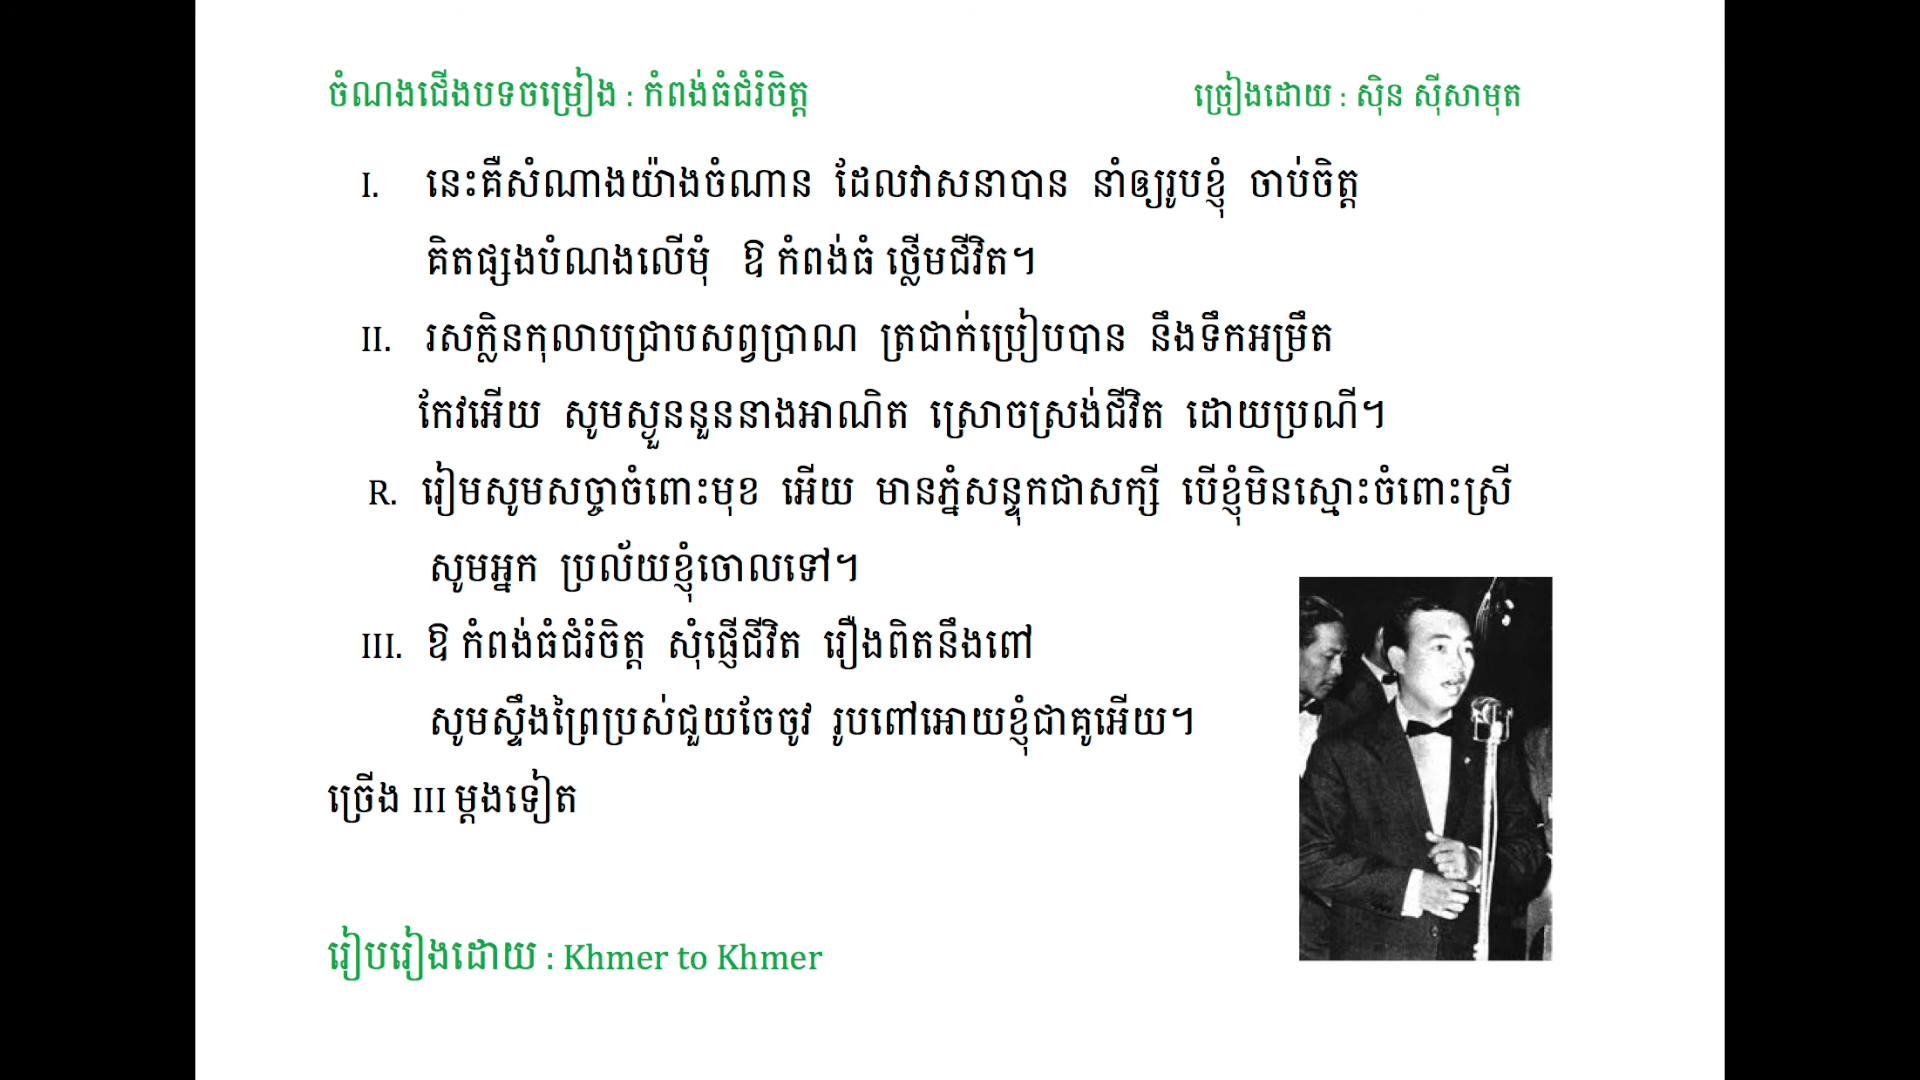 ចំណងជើងបទចម្រៀង : កំពង់ធំជំរំចិត្ត ច្រៀងដោយ : ស៊ិន ស៊ីសាមុត
I. នេះគឺសំណាងយ៉ាងចំណាន ដែលវាសនាបាន នាំឲ្យរូបខ្ញុំ ចាប់ចិត្ត
គិតផ្សងបំណងលើមុំ ឱ កំពង់ធំ ថ្លើមជីវិត។
II. រសក្លិនកុលាបជ្រាបសព្វប្រាណ ត្រជាក់ប្រៀបបាន នឹងទឹកអម្រឹត
កែវអើយ សូមស្ងួននួននាងអាណិត ស្រោចស្រង់ជីវិត ដោយប្រណី។
R. រៀមសូមសច្ចាចំពោះមុខ អើយ មានភ្នំសន្ទុកជាសក្សី បើខ្ញុំមិនស្មោះចំពោះស្រី
សូមអ្នក ប្រល័យខ្ញុំចោលទៅ។
III. ឱ កំពង់ធំជំរំចិត្ត សុំផ្ញើជីវិត រឿងពិតនឹងពៅ
សូមស្ទឹងព្រៃប្រស់ជួយចែចូវ រូបពៅអោយខ្ញុំជាគូអើយ។
ច្រើង III ម្តងទៀត
រៀបរៀងដោយ : Khmer to Khmer